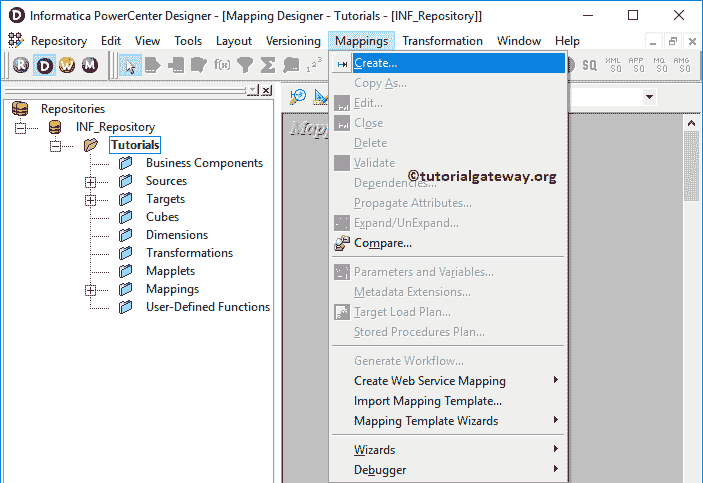 Informatica PowerCenter Designer - [Mapping Designer - Tutorials - [INF_Repository]]
Repository Edit View Tools Layout Versioning Mappings Transformation Window Help
R D W M f(x) Σ 1 2 3 SQ XML SQ APP SQ MQ SQ AMG SQ
Repositories
INF_Repository
Tutorials
Business Components
Sources
Targets
Cubes
Dimensions
Transformations
Mapplets
Mappings
User-Defined Functions
Create...
Copy As...
Edit...
Close
Delete
Validate
©tutorialgateway.org
Dependencies...
Propagate Attributes...
Expand/UnExpand...
Compare...
Parameters and Variables...
Metadata Extensions...
Target Load Plan...
Stored Procedures Plan...
Generate Workflow...
Create Web Service Mapping
Import Mapping Template...
Mapping Template Wizards
Wizards
Debugger